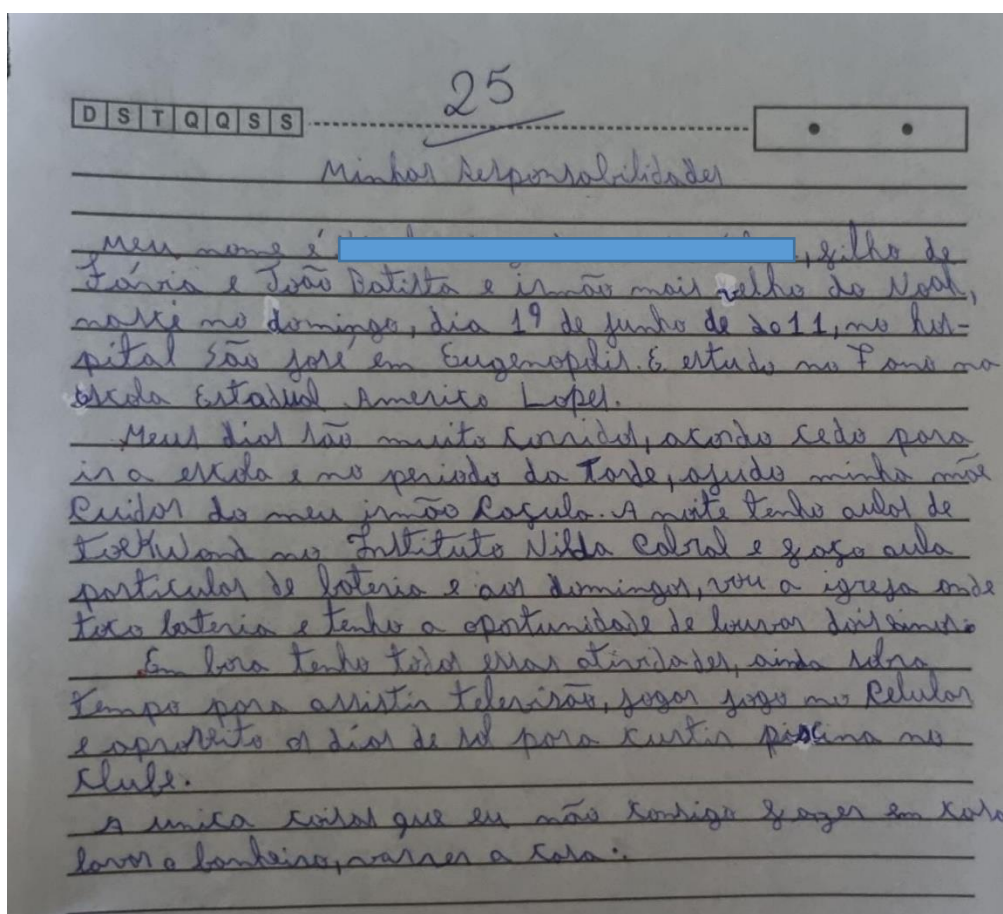 25
D S T Q Q S S
Minhas Responsabilidades
Meu nome é , filho de
Fávia e João Batista e irmão mais velho do Noah,
nasci no domingo, dia 19 de junho de 2011, no hos-
pital São José em Eugenopolis. E estudo no 7 ano na
escola Estadual Americo Lopes.
Meus dias são muito corridos, acordo cedo para
ir a escola e no periodo da Tarde, ajudo minha mãe
Cuidar do meu irmão Caçula. A noite tenho aulas de
no Instituto Nilda Cabral e faço aula
particular de bateria e aos domingos, vou a igreja onde
toco bateria e tenho a oportunidade de louvar
Em bora tenho todas essas atividades, ainda sobra
tempo para assistir televisão, jogar jogo no Celular
e aproveito os dias de sol para curtir piscina no
clube.
A unica coisas que eu não consigo fazer em casa
lavar o banheiro, varrer a casa.